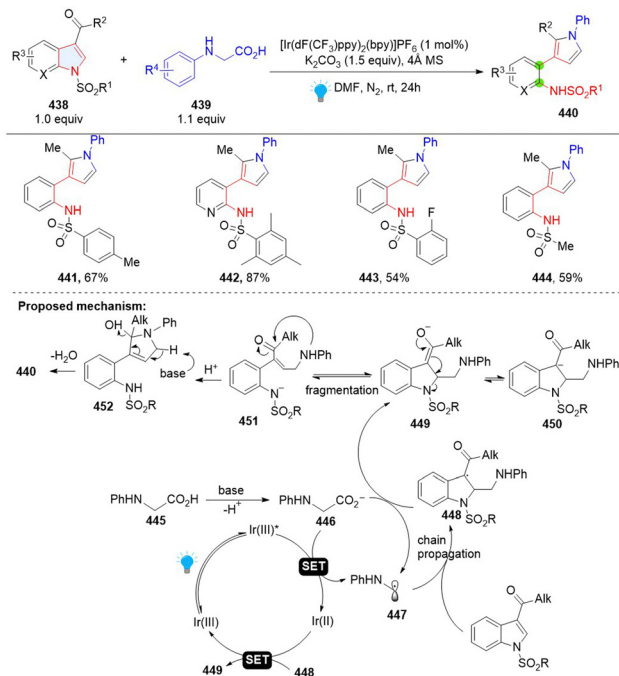 O
R³
X
N
SO₂R¹
438
1.0 equiv
+
R⁴
H
N
CO₂H
439
1.1 equiv
[Ir(dF(CF₃)ppy)₂(bpy)]PF₆ (1 mol%)
K₂CO₃ (1.5 equiv), 4Å MS
DMF, N₂, rt, 24h
R²
Ph
N
R³
X
NHSO₂R¹
440
Me
Ph
N
NH
O
S
O
Me
441, 67%
Me
Ph
N
N
NH
O
S
O
442, 87%
Me
Ph
N
NH
F
O
S
O
443, 54%
Me
Ph
N
NH
O
S
O
Me
444, 59%
Proposed mechanism:
440
-H₂O
OH
Alk
N
Ph
H
base
NH
SO₂R
452
H⁺
O
Alk
NHPh
N⁻
SO₂R
451
fragmentation
O⁻
Alk
NHPh
N
SO₂R
449
O
Alk
NHPh
N
SO₂R
450
PhHN
CO₂H
445
base
-H⁺
PhHN
CO₂⁻
446
O
Alk
NHPh
N
SO₂R
448
chain
propagation
Ir(III)*
SET
PhHN
447
Ir(III)
Ir(II)
449
SET
448
O
Alk
N
SO₂R